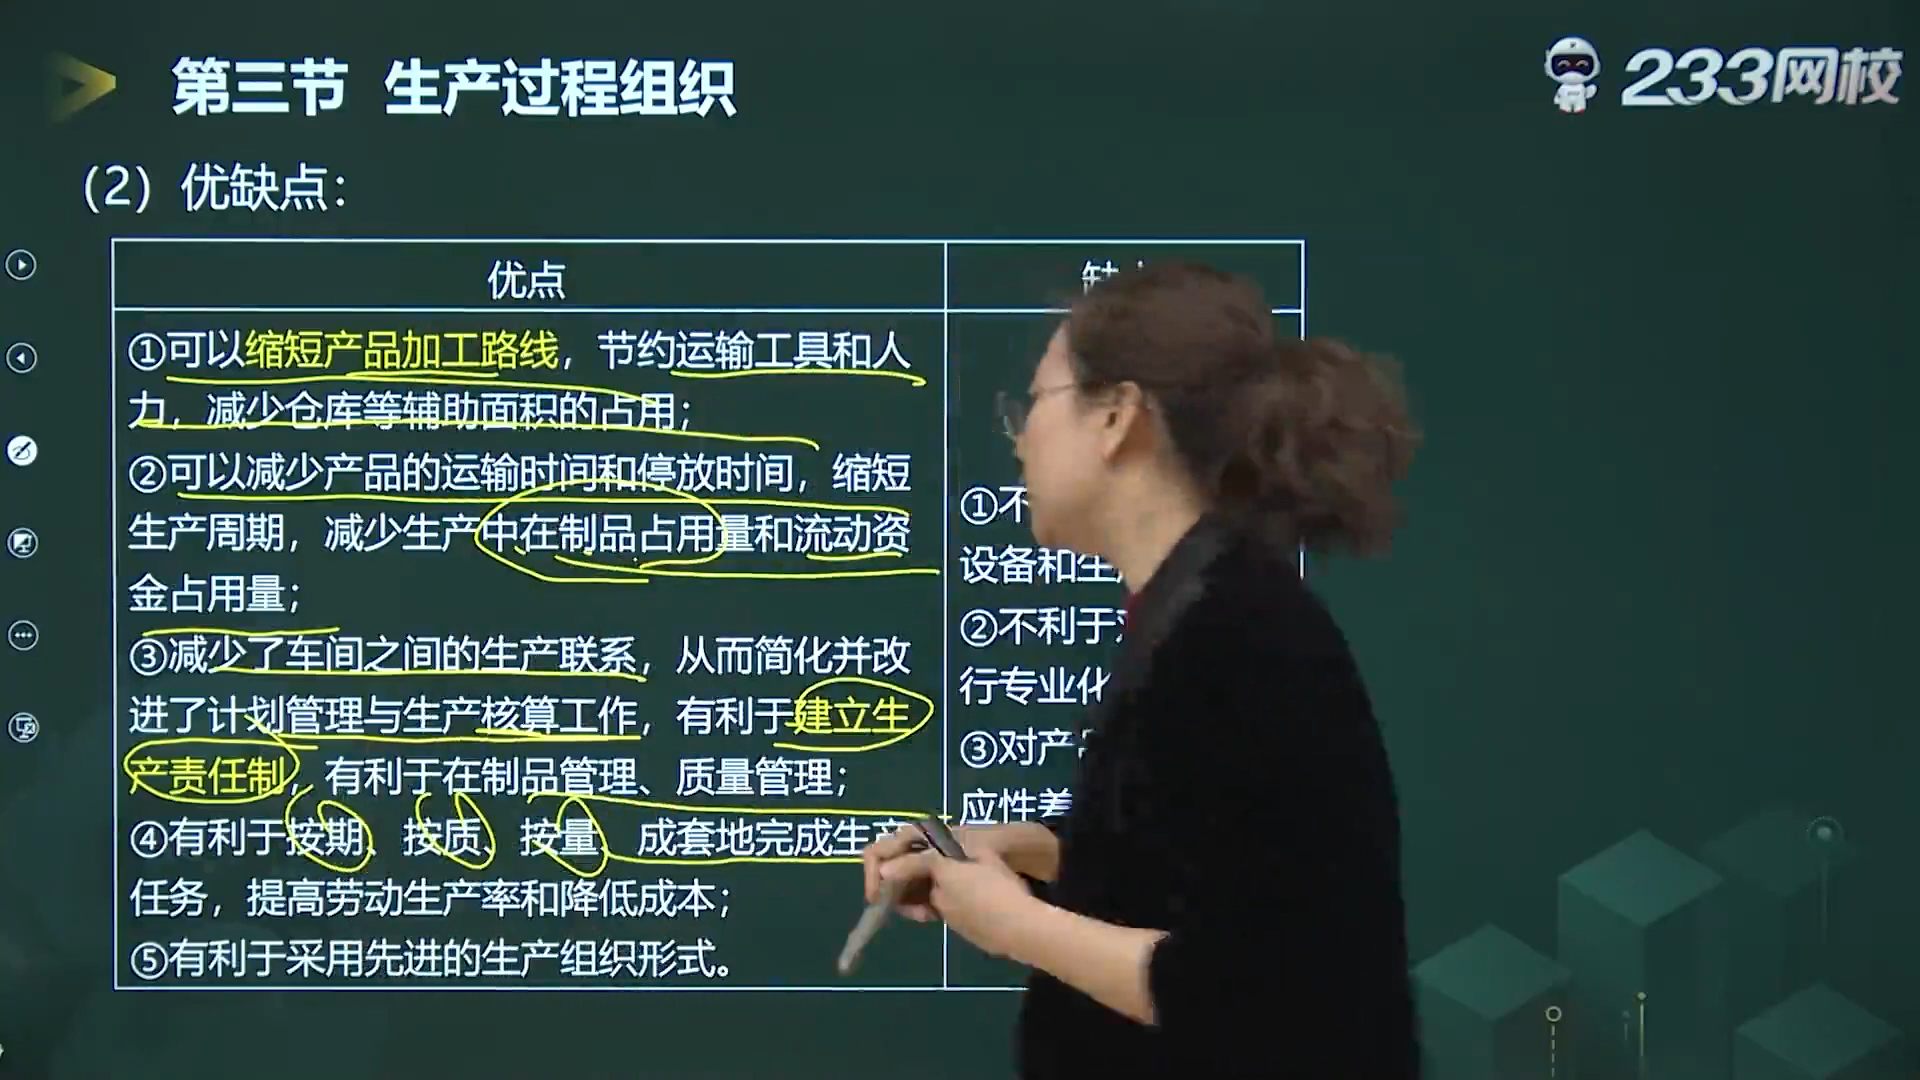 第三节 生产过程组织
233网校
(2) 优缺点：
优点
①可以缩短产品加工路线，节约运输工具和人
力，减少仓库等辅助面积的占用；
②可以减少产品的运输时间和停放时间，缩短
生产周期，减少生产中在制品占用量和流动资
金占用量；
③减少了车间之间的生产联系，从而简化并改
进了计划管理与生产核算工作，有利于建立生
产责任制，有利于在制品管理、质量管理；
④有利于按期、按质、按量、成套地完成生产
任务，提高劳动生产率和降低成本；
⑤有利于采用先进的生产组织形式。
缺
①不
设备和生
②不利于
行专业化
③对产
应性差